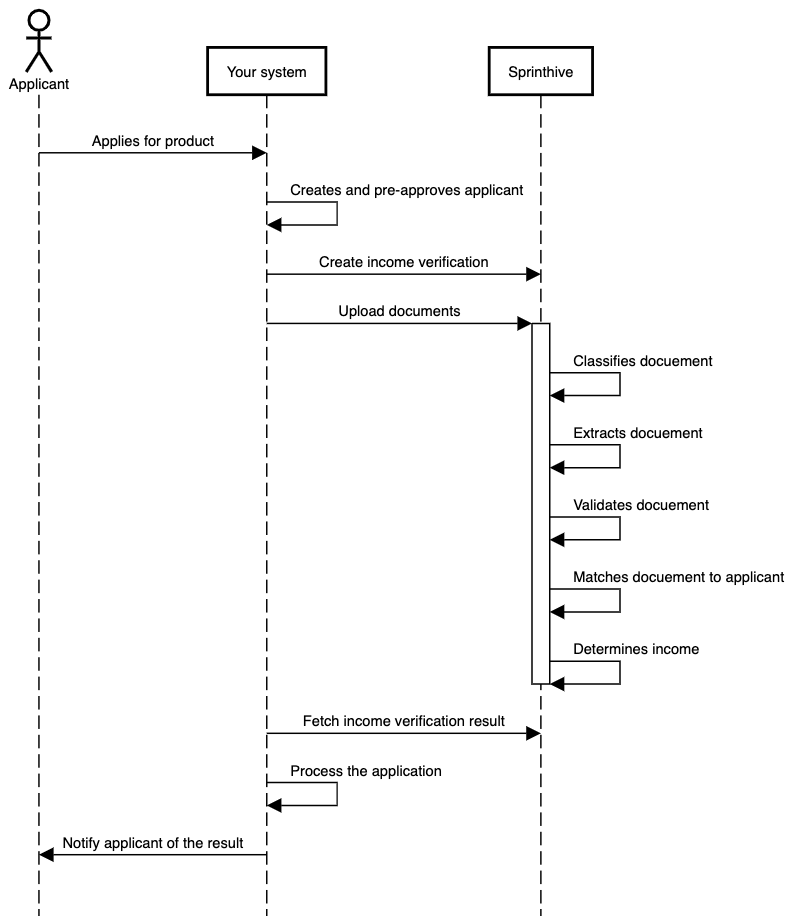 Applicant
Your system
Sprinthive
Applies for product
Creates and pre-approves applicant
Create income verification
Upload documents
Classifies docuement
Extracts docuement
Validates docuement
Matches docuement to applicant
Determines income
Fetch income verification result
Process the application
Notify applicant of the result